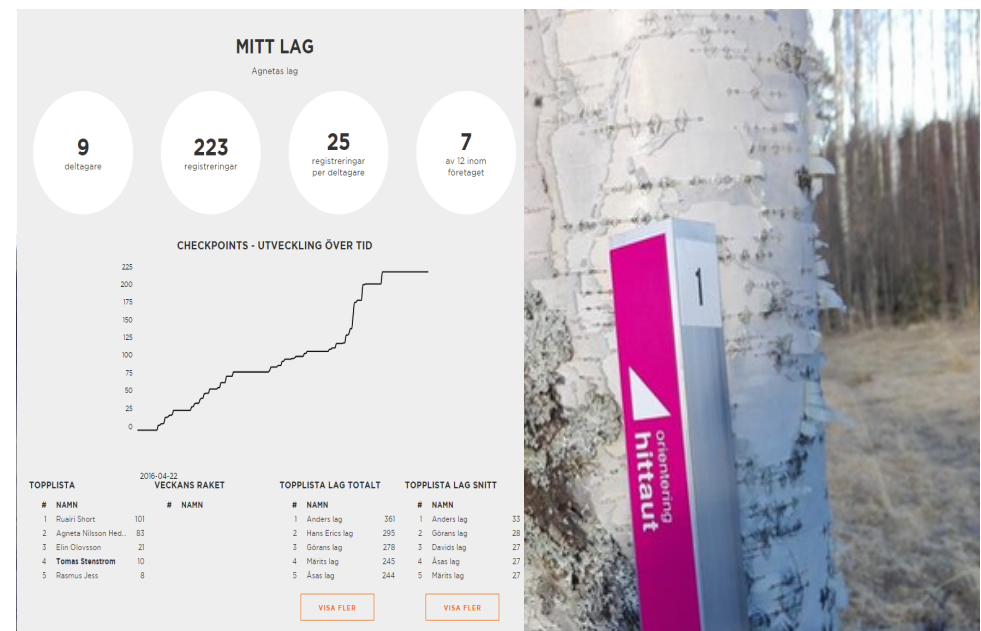 MITT LAG
Agnetas lag
9
deltagare
223
registreringar
25
registreringar
per deltagare
7
av 12 inom
företaget
CHECKPOINTS - UTVECKLING ÖVER TID
225
200
175
150
125
100
75
50
25
0
2016-04-22
TOPPLISTA
# NAMN
1 Ruairi Short 101
2 Agneta Nilsson Hed... 83
3 Elin Olovsson 21
4 Tomas Stenstrom 10
5 Rasmus Jess 8
VECKANS RAKET
# NAMN
TOPPLISTA LAG TOTALT
# NAMN
1 Anders lag 361
2 Hans Erics lag 295
3 Görans lag 278
4 Märits lag 245
5 Åsas lag 244
VISA FLER
TOPPLISTA LAG SNITT
# NAMN
1 Anders lag 33
2 Görans lag 28
3 Davids lag 27
4 Åsas lag 27
5 Märits lag 27
VISA FLER
1
orientering
hittaut